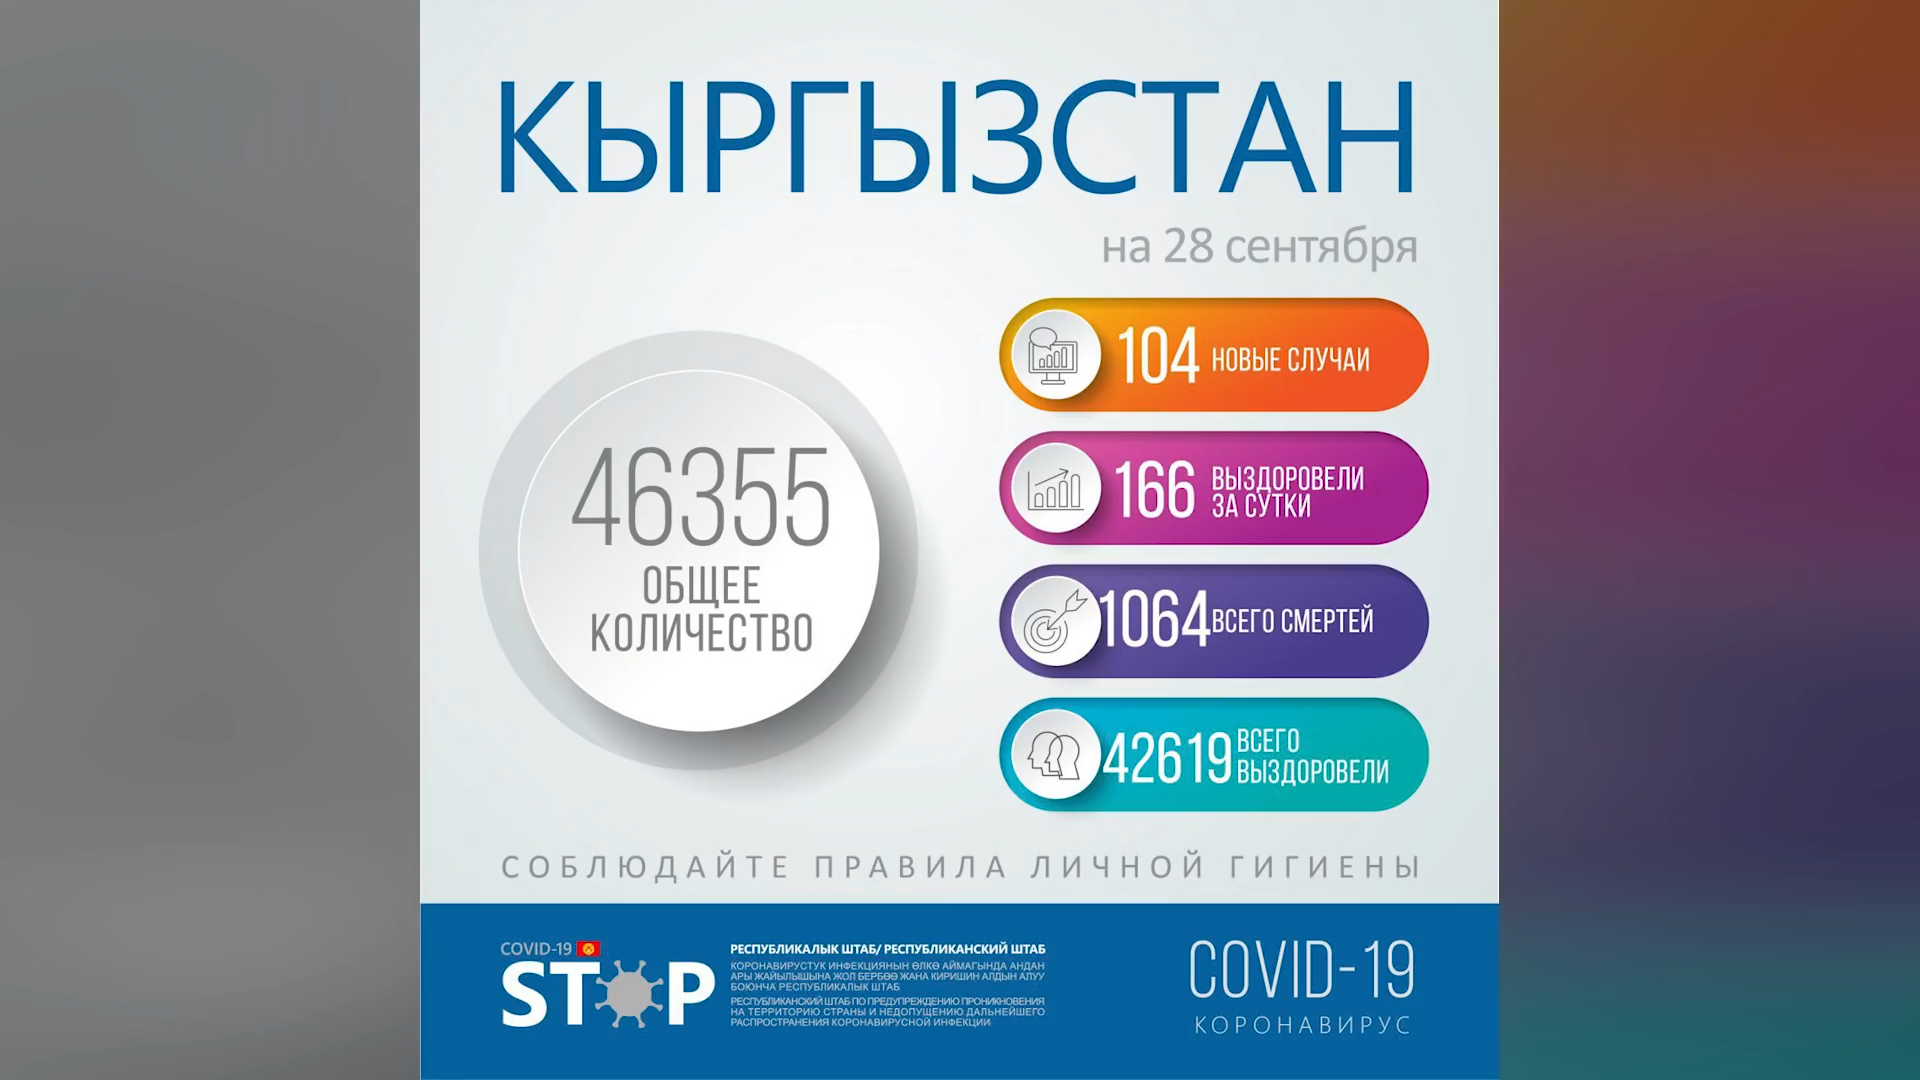 КЫРГЫЗСТАН
на 28 сентября
46355
ОБЩЕЕ
КОЛИЧЕСТВО
104 НОВЫЕ СЛУЧАИ
166 ВЫЗДОРОВЕЛИ
ЗА СУТКИ
1064 ВСЕГО СМЕРТЕЙ
42619 ВСЕГО
ВЫЗДОРОВЕЛИ
СОБЛЮДАЙТЕ ПРАВИЛА ЛИЧНОЙ ГИГИЕНЫ
COVID-19
STOP
РЕСПУБЛИКАЛЫК ШТАБ/ РЕСПУБЛИКАНСКИЙ ШТАБ
КОРОНАВИРУСТУК ИНФЕКЦИЯНЫН ӨЛКӨ АЙМАГЫНДА АНДАН
АРЫ ЖАЙЫЛЫШЫНА ЖОЛ БЕРБӨӨ ЖАНА КИРИШИН АЛДЫН АЛУУ
БОЮНЧА РЕСПУБЛИКАЛЫК ШТАБ
РЕСПУБЛИКАНСКИЙ ШТАБ ПО ПРЕДУПРЕЖДЕНИЮ ПРОНИКНОВЕНИЯ
НА ТЕРРИТОРИЮ СТРАНЫ И НЕДОПУЩЕНИЮ ДАЛЬНЕЙШЕГО
РАСПРОСТРАНЕНИЯ КОРОНАВИРУСНОЙ ИНФЕКЦИИ
COVID-19
КОРОНАВИРУС